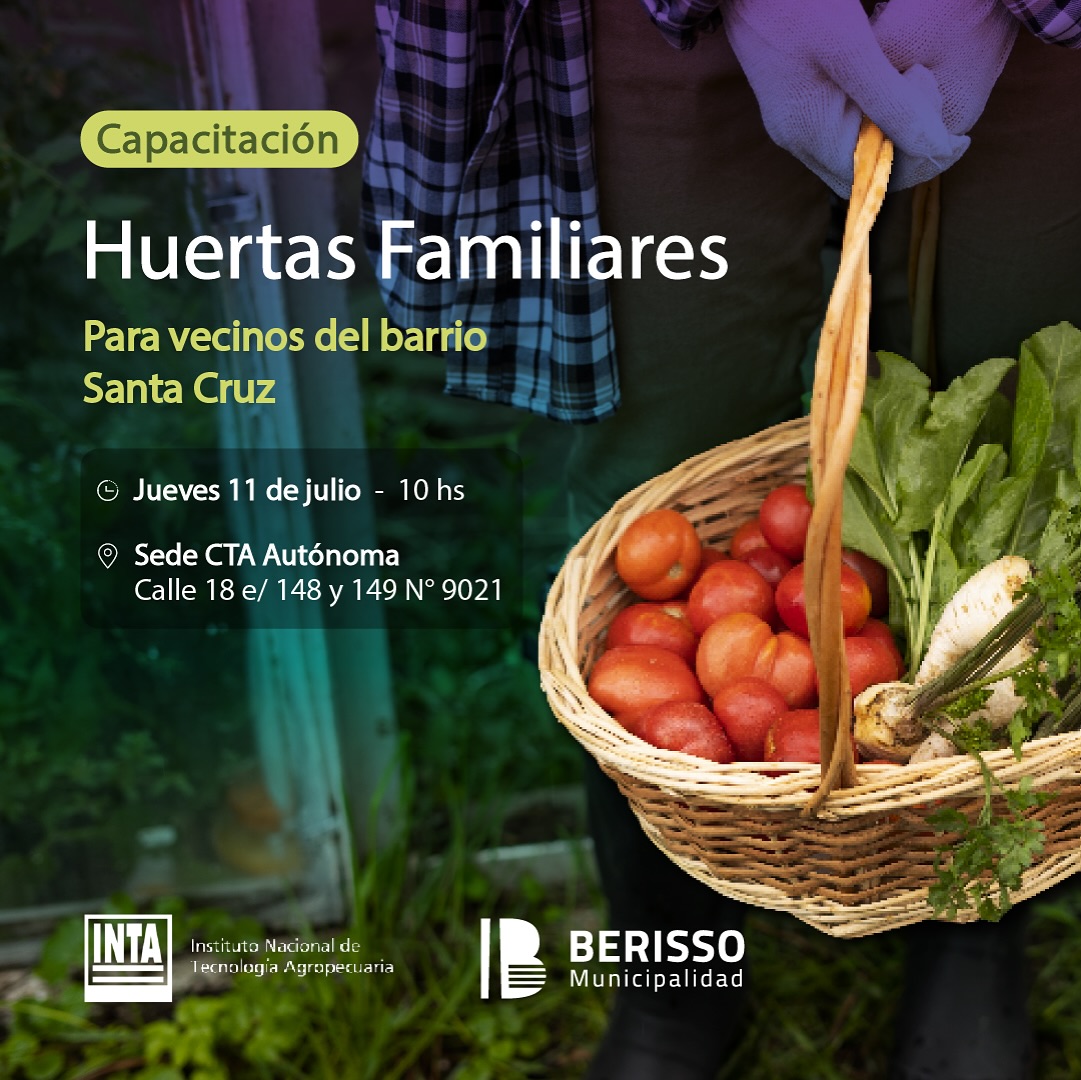 Capacitación
Huertas Familiares
Para vecinos del barrio
Santa Cruz
Jueves 11 de julio - 10 hs
Sede CTA Autónoma
Calle 18 e/ 148 y 149 N° 9021
INTA
Instituto Nacional de
Tecnología Agropecuaria
BERISSO
Municipalidad